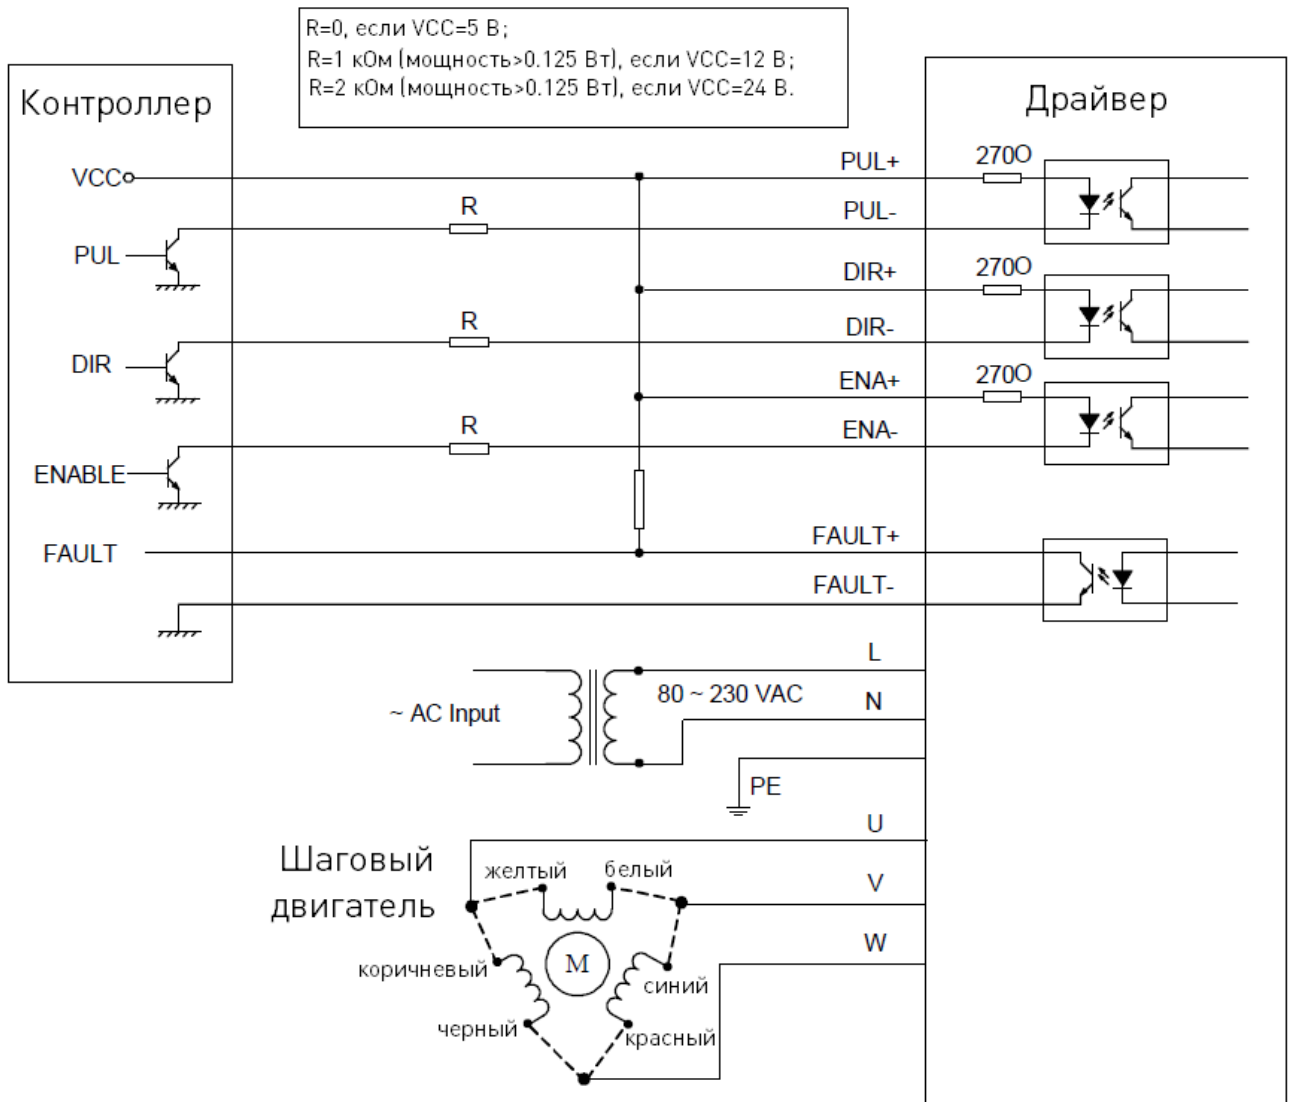 R=0, если VCC=5 В;
R=1 кОм (мощность>0.125 Вт), если VCC=12 В;
R=2 кОм (мощность>0.125 Вт), если VCC=24 В.
Контроллер
Драйвер
VCC
PUL+
270O
R
PUL-
PUL
DIR+
270O
R
DIR-
DIR
ENA+
270O
R
ENA-
ENABLE
FAULT
FAULT+
FAULT-
L
80 ~ 230 VAC
N
~ AC Input
PE
U
Шаговый
двигатель
желтый
белый
V
W
коричневый
M
синий
черный
красный